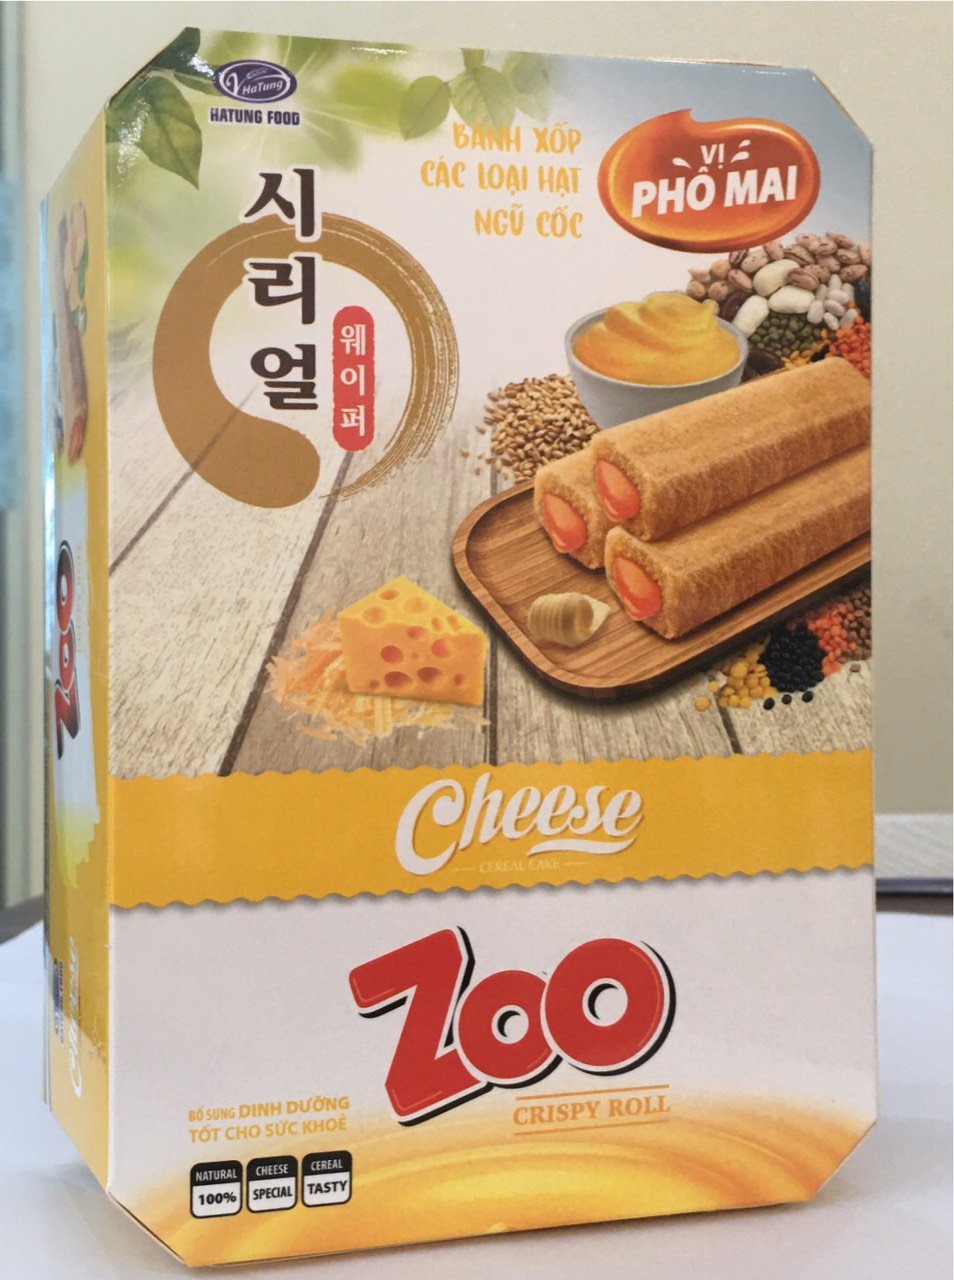 HaTung
HATUNG FOOD
BÁNH XỐP
CÁC LOẠI HẠT
NGŨ CỐC
VỊ
PHÔ MAI
시리얼
웨이퍼
Cheese
CEREAL CAKE
Zoo
CRISPY ROLL
BỔ SUNG DINH DƯỠNG
TỐT CHO SỨC KHOẺ
NATURAL
100%
CHEESE
SPECIAL
CEREAL
TASTY
Zoo